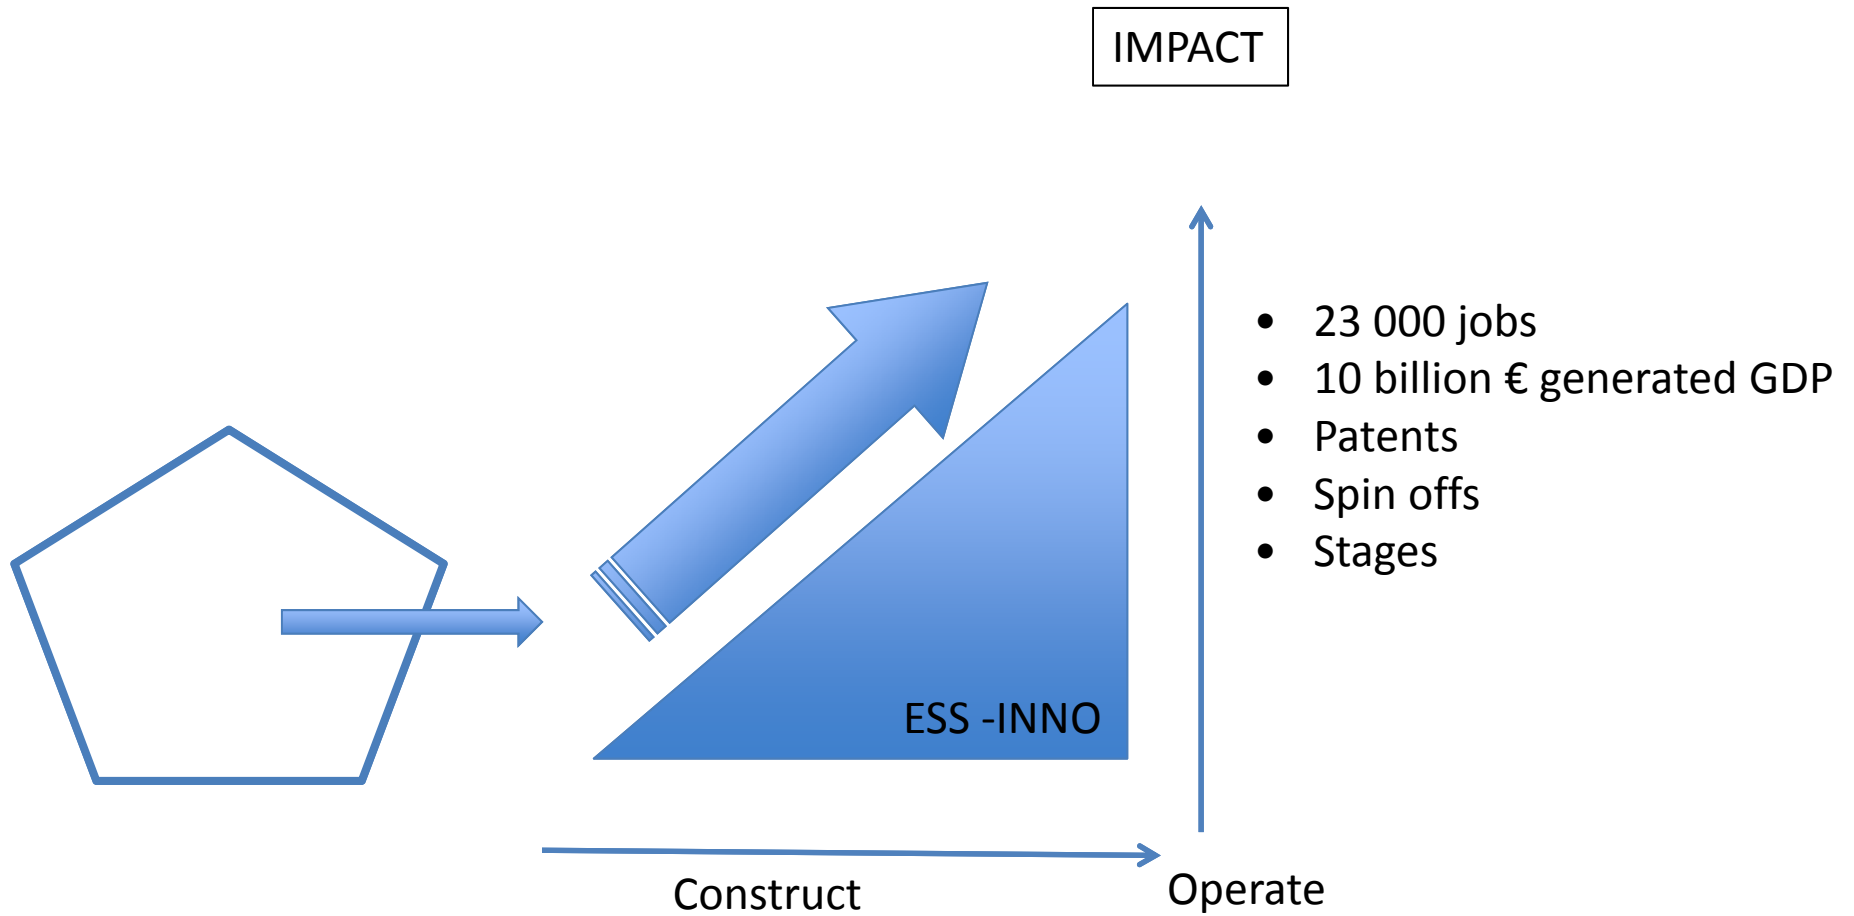 IMPACT
• 23 000 jobs
• 10 billion € generated GDP
• Patents
• Spin offs
• Stages
ESS -INNO
Construct
Operate